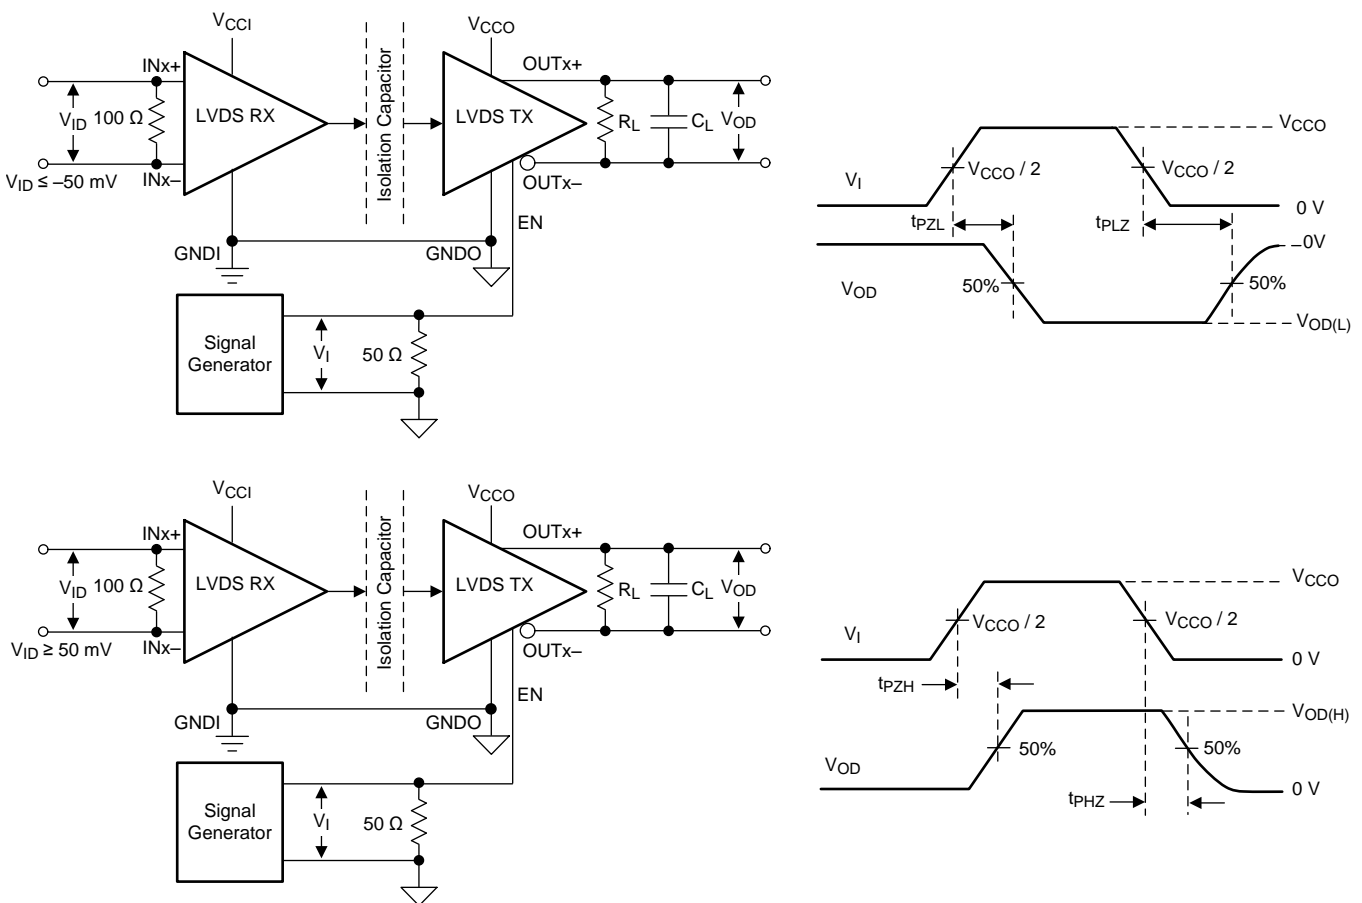 VCCI
VCCO
INx+
OUTx+
Isolation Capacitor
VID
100 Ω
LVDS RX
LVDS TX
RL
CL
VOD
VID ≤ –50 mV
INx–
OUTx–
EN
GNDI
GNDO
Signal
Generator
VI
50 Ω
VCCO
VI
VCCO / 2
VCCO / 2
0 V
tPZL
tPLZ
–0V
VOD
50%
50%
VOD(L)
VCCI
VCCO
INx+
OUTx+
Isolation Capacitor
VID
100 Ω
LVDS RX
LVDS TX
RL
CL
VOD
VID ≥ 50 mV
INx–
OUTx–
EN
GNDI
GNDO
Signal
Generator
VI
50 Ω
VCCO
VI
VCCO / 2
VCCO / 2
0 V
tPZH
VOD(H)
50%
50%
VOD
0 V
tPHZ